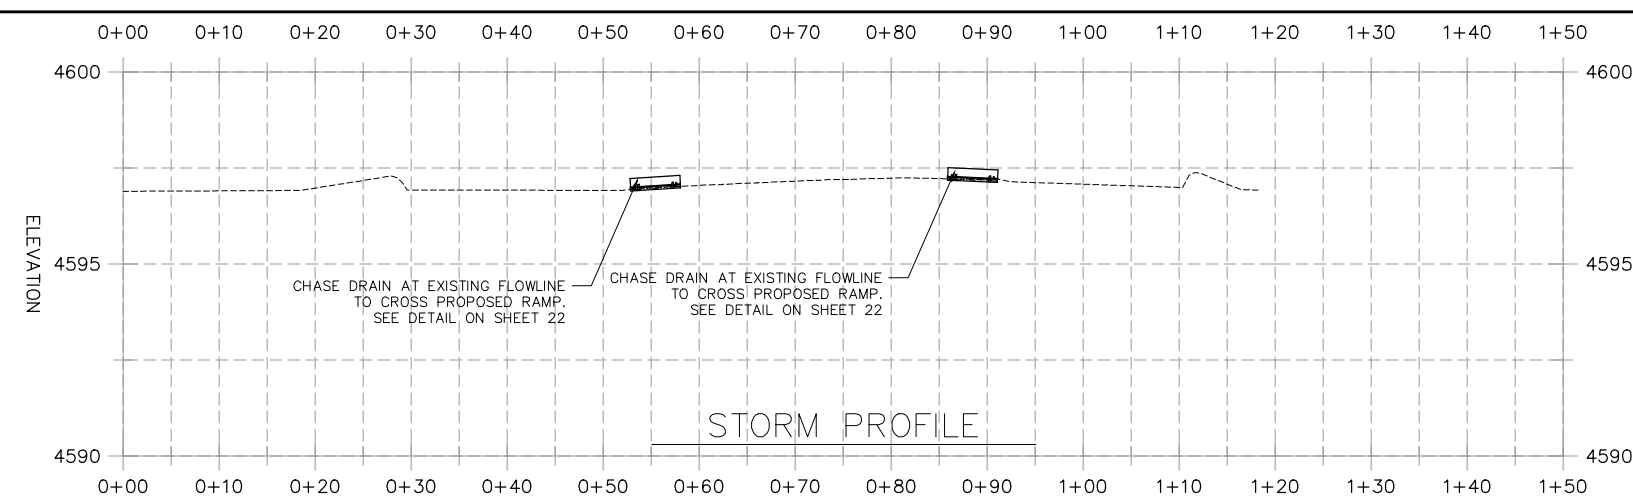 0+00 0+10 0+20 0+30 0+40 0+50 0+60 0+70 0+80 0+90 1+00 1+10 1+20 1+30 1+40 1+50
4600 4600
ELEVATION
4595 4595
CHASE DRAIN AT EXISTING FLOWLINE
TO CROSS PROPOSED RAMP.
SEE DETAIL ON SHEET 22
CHASE DRAIN AT EXISTING FLOWLINE
TO CROSS PROPOSED RAMP.
SEE DETAIL ON SHEET 22
STORM PROFILE
4590 4590
0+00 0+10 0+20 0+30 0+40 0+50 0+60 0+70 0+80 0+90 1+00 1+10 1+20 1+30 1+40 1+50